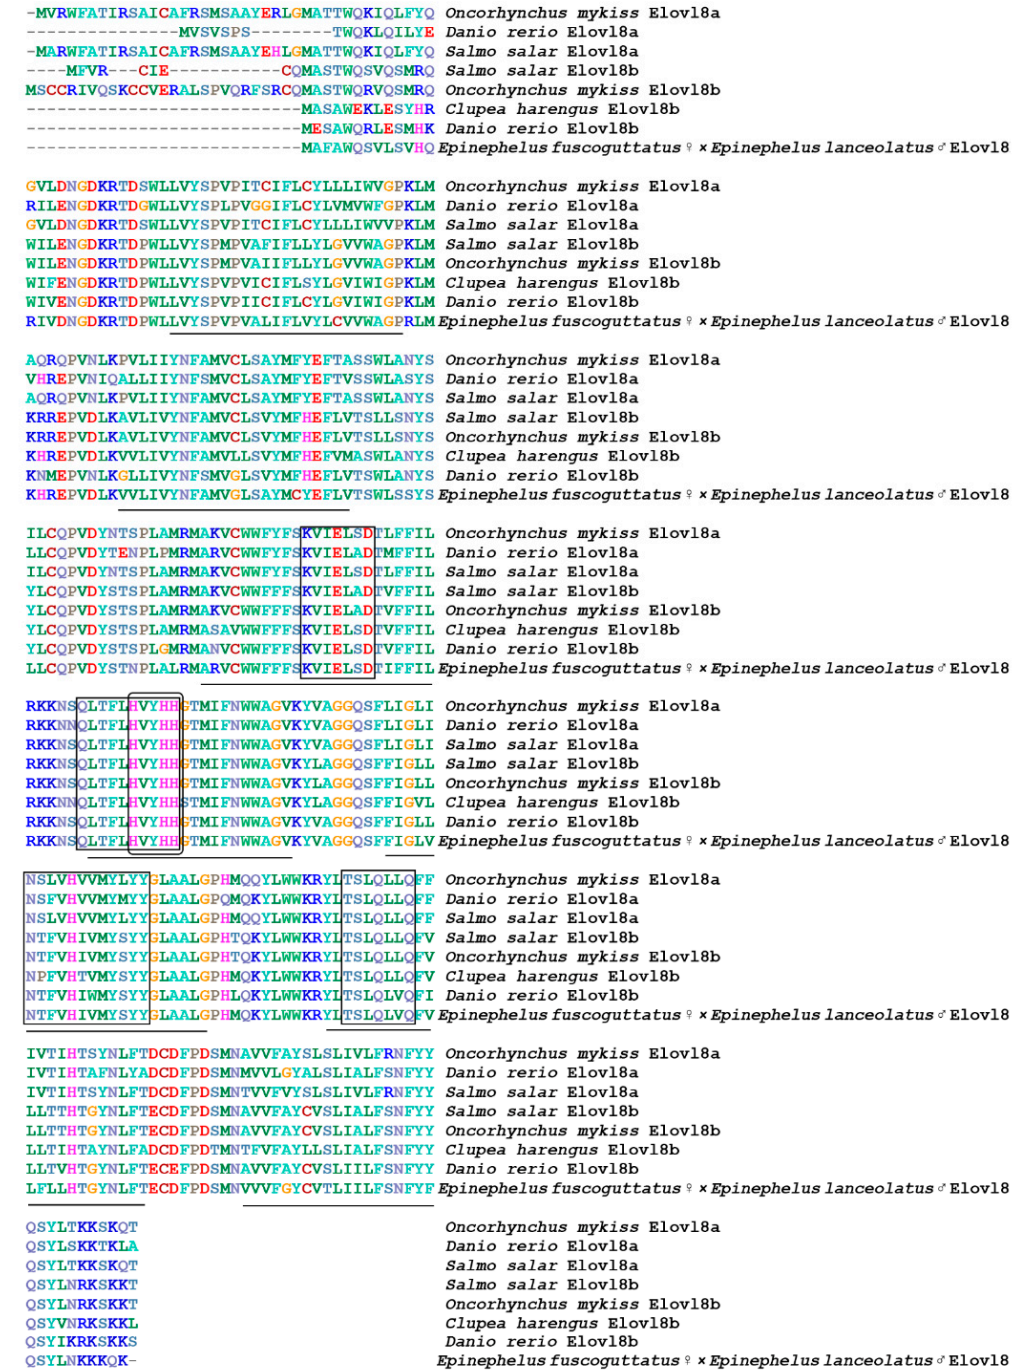 -MVRWFATIRSAICAFRSMSAAYERLGMATTWQKIQLFYQ Oncorhynchus mykiss Elovl8a
---------------MVSVSPS--------TWQKLQILYE Danio rerio Elovl8a
-MARWFATIRSAICAFRSMSAAYEHLGMATTWQKIQLFYQ Salmo salar Elovl8a
----MFVR---CIE-----------CQMASTWQSVQSMRQ Salmo salar Elovl8b
MSCCRIVQSKCCVERALSPVQRFSRCQMASTWQRVQSMRQ Oncorhynchus mykiss Elovl8b
---------------------------MASAWEKLESYHR Clupea harengus Elovl8b
---------------------------MESAWQRLESMHK Danio rerio Elovl8b
---------------------------MAFAWQSVLSVHQ Epinephelus fuscoguttatus ♀ × Epinephelus lanceolatus ♂ Elovl8
GVLDNGDKRTDSWLLVYSPVPITCIFLCYLLLIWVGPKLM Oncorhynchus mykiss Elovl8a
RILENGDKRTDGWLLVYSPLPVGGIFLCYLVMVWFGPKLM Danio rerio Elovl8a
GVLDNGDKRTDSWLLVYSPVPITCIFLCYLLLIWVVPKLM Salmo salar Elovl8a
WILENGDKRTDPWLLVYSPMPVAFIFLLYLGVVWAGPKLM Salmo salar Elovl8b
WILENGDKRTDPWLLVYSPMPVAIIFLLYLGVVWAGPKLM Oncorhynchus mykiss Elovl8b
WIFENGDKRTDPWLLVYSPVPVICIFLSYLGVIWIGPKLM Clupea harengus Elovl8b
WIVENGDKRTDPWLLVYSPVPIICIFLCYLGVIWIGPKLM Danio rerio Elovl8b
RIVDNGDKRTDPWLLVYSPVPVALIFLVYLCVVWAGPRLM Epinephelus fuscoguttatus ♀ × Epinephelus lanceolatus ♂ Elovl8
AQRQPVNLKPVLIIYNFAMVCLSAYMFYEFTASSWLANYS Oncorhynchus mykiss Elovl8a
VHREPVNIQALLIIYNFSMVCLSAYMFYEFTVSSWLASYS Danio rerio Elovl8a
AQRQPVNLKPVLIIYNFAMVCLSAYMFYEFTASSWLANYS Salmo salar Elovl8a
KRREPVDLKAVLIVYNFAMVCLSVYMFHEFLVTSLLSNYS Salmo salar Elovl8b
KRREPVDLKAVLIVYNFAMVCLSVYMFHEFLVTSLLSNYS Oncorhynchus mykiss Elovl8b
KHREPVDLKVVLIVYNFAMVLLSVYMFHEFVMASWLANYS Clupea harengus Elovl8b
KNMEPVNLKGLLIVYNFSMVGLSVYMFHEFLVTSWLANYS Danio rerio Elovl8b
KHREPVDLKVVLIVYNFAMVGLSAYMCYEFLVTSWLSSYS Epinephelus fuscoguttatus ♀ × Epinephelus lanceolatus ♂ Elovl8
ILCQPVDYNTSPLAMRMAKVCWWFYFSKVIELSDTLFFIL Oncorhynchus mykiss Elovl8a
LLCQPVDYTENPLPMRMARVCWWFYFSKVIELADTMFFIL Danio rerio Elovl8a
ILCQPVDYNTSPLAMRMAKVCWWFYFSKVIELSDTLFFIL Salmo salar Elovl8a
YLCQPVDYSTSPLAMRMAKVCWWFFFSKVIELADTVFFIL Salmo salar Elovl8b
YLCQPVDYSTSPLAMRMAKVCWWFFFSKVIELADTVFFIL Oncorhynchus mykiss Elovl8b
YLCQPVDYSTSPLAMRMASAVWWFFFSKVIELSDTVFFIL Clupea harengus Elovl8b
YLCQPVDYSTSPLGMRMANVCWWFFFSKVIELSDTVFFIL Danio rerio Elovl8b
LLCQPVDYSTNPLALRMARVCWWFFFSKVIELSDTIFFIL Epinephelus fuscoguttatus ♀ × Epinephelus lanceolatus ♂ Elovl8
RKKNSQLTFLHVYHHGTMIFNWWAGVKYVAGGQSFLIGLI Oncorhynchus mykiss Elovl8a
RKKNNQLTFLHVYHHGTMIFNWWAGVKYVAGGQSFLIGLI Danio rerio Elovl8a
RKKNSQLTFLHVYHHGTMIFNWWAGVKYVAGGQSFLIGLI Salmo salar Elovl8a
RKKNSQLTFLHVYHHGTMIFNWWAGVKYLAGGQSFFIGLL Salmo salar Elovl8b
RKKNSQLTFLHVYHHGTMIFNWWAGVKYLAGGQSFFIGLL Oncorhynchus mykiss Elovl8b
RKKNNQLTFLHVYHHSTMIFNWWAGVKYLAGGQSFFIGVL Clupea harengus Elovl8b
RKKNSQLTFLHVYHHGTMIFNWWAGVKYVAGGQSFFIGLL Danio rerio Elovl8b
RKKNSQLTFLHVYHHGTMIFNWWAGVKYVAGGQSFFIGLV Epinephelus fuscoguttatus ♀ × Epinephelus lanceolatus ♂ Elovl8
NSLVHVVMYLYYGLAALGPHMQQYLWWKRYLTSLQLLQFF Oncorhynchus mykiss Elovl8a
NSFVHVVMYMYYGLAALGPQMQKYLWWKRYLTSLQLLQFF Danio rerio Elovl8a
NSLVHVVMYLYYGLAALGPHMQQYLWWKRYLTSLQLLQFF Salmo salar Elovl8a
NTFVHIVMYSYYGLAALGPHTQKYLWWKRYLTSLQLLQFV Salmo salar Elovl8b
NTFVHIVMYSYYGLAALGPHTQKYLWWKRYLTSLQLLQFV Oncorhynchus mykiss Elovl8b
NPFVHTVMYSYYGLAALGPHMQKYLWWKRYLTSLQLLQFV Clupea harengus Elovl8b
NTFVHIWMYSYYGLAALGPHLQKYLWWKRYLTSLQLVQFI Danio rerio Elovl8b
NTFVHIVMYSYYGLAALGPHMQKYLWWKRYLTSLQLVQFV Epinephelus fuscoguttatus ♀ × Epinephelus lanceolatus ♂ Elovl8
IVTIHTSYNLFTDCDFPDSMNAVVFAYSLSLIVLFRNFYY Oncorhynchus mykiss Elovl8a
IVTIHTAFNLYADCDFPDSMNMVVLGYALSLIALFSNFYY Danio rerio Elovl8a
IVTIHTSYNLFTDCDFPDSMNTVVFVYSLSLIVLFRNFYY Salmo salar Elovl8a
LLTTHTGYNLFTECDFPDSMNAVVFAYCVSLIALFSNFYY Salmo salar Elovl8b
LLTTHTGYNLFTECDFPDSMNAVVFAYCVSLIALFSNFYY Oncorhynchus mykiss Elovl8b
LLTIHTAYNLFADCDFPDTMNTFVFAYLLSLIALFSNFYY Clupea harengus Elovl8b
LLTVHTGYNLFTECEFPDSMNAVVFAYCVSLIILFSNFYY Danio rerio Elovl8b
LFLLHTGYNLFTECDFPDSMNVVVFGYCVTLIILFSNFYF Epinephelus fuscoguttatus ♀ × Epinephelus lanceolatus ♂ Elovl8
QSYLTKKSKQT Oncorhynchus mykiss Elovl8a
QSYLSKKTKLA Danio rerio Elovl8a
QSYLTKKSKQT Salmo salar Elovl8a
QSYLNRKSKKT Salmo salar Elovl8b
QSYLNRKSKKT Oncorhynchus mykiss Elovl8b
QSYVNRKSKKL Clupea harengus Elovl8b
QSYIKRKSKKS Danio rerio Elovl8b
QSYLNKKKQK- Epinephelus fuscoguttatus ♀ × Epinephelus lanceolatus ♂ Elovl8